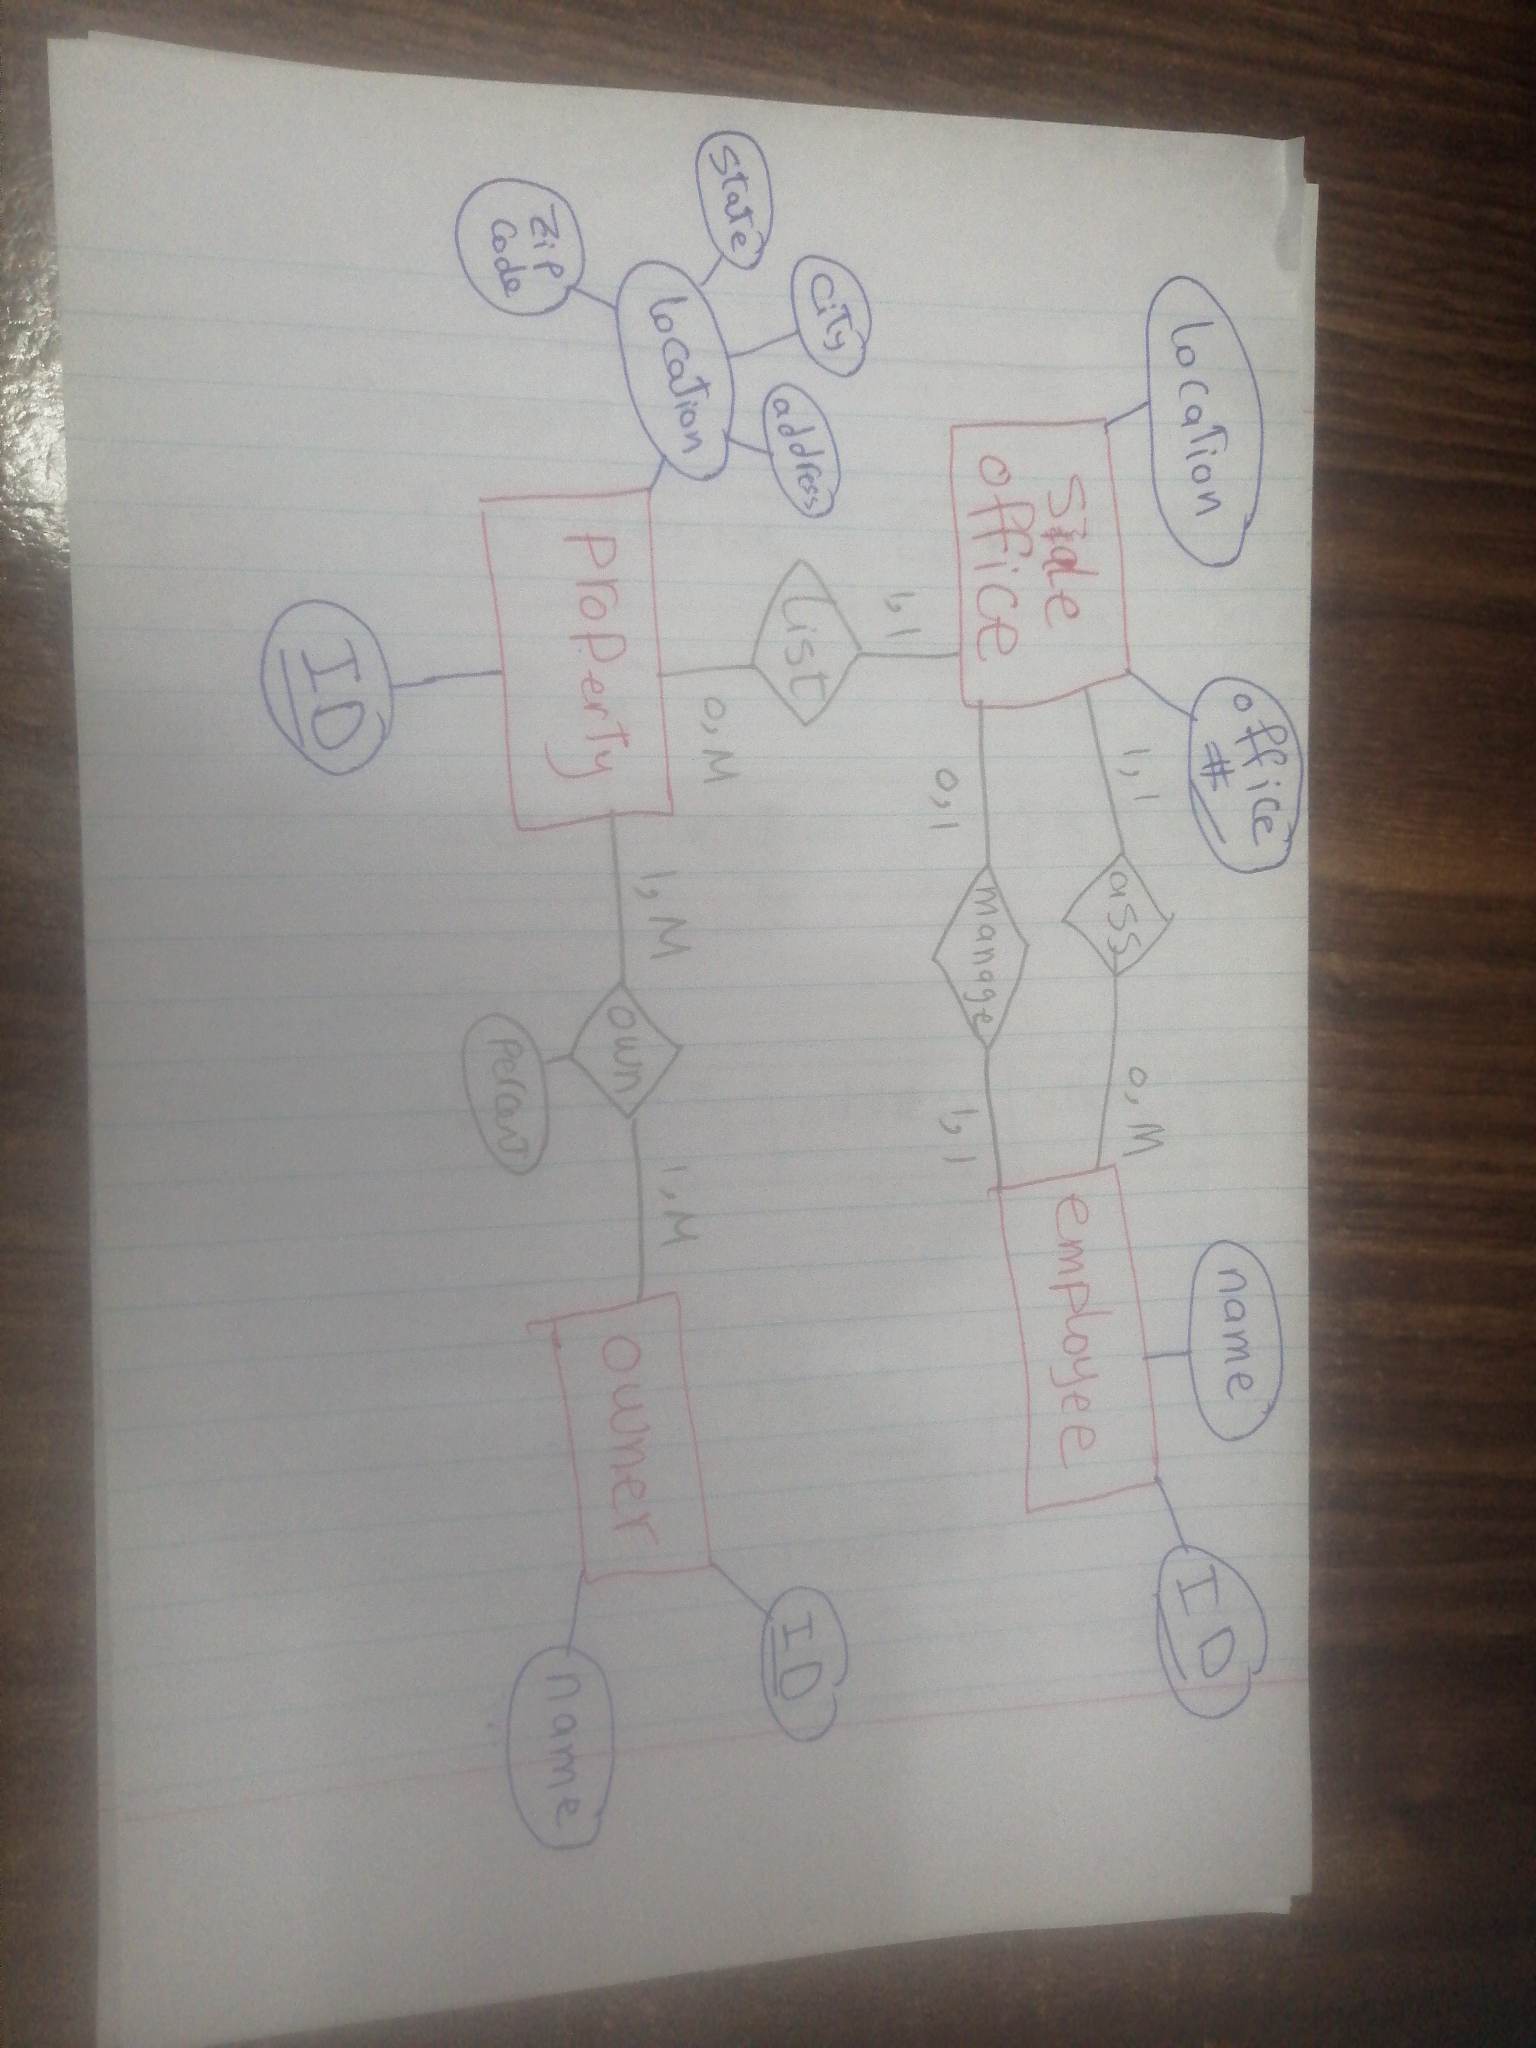 location
office
#
name
ID
1,1
ass
0,M
office
employee
0,1
manage
1,1
1,1
list
0,M
city
address
state
location
zip
code
property
1,M
own
1,M
owner
ID
name
percent
ID